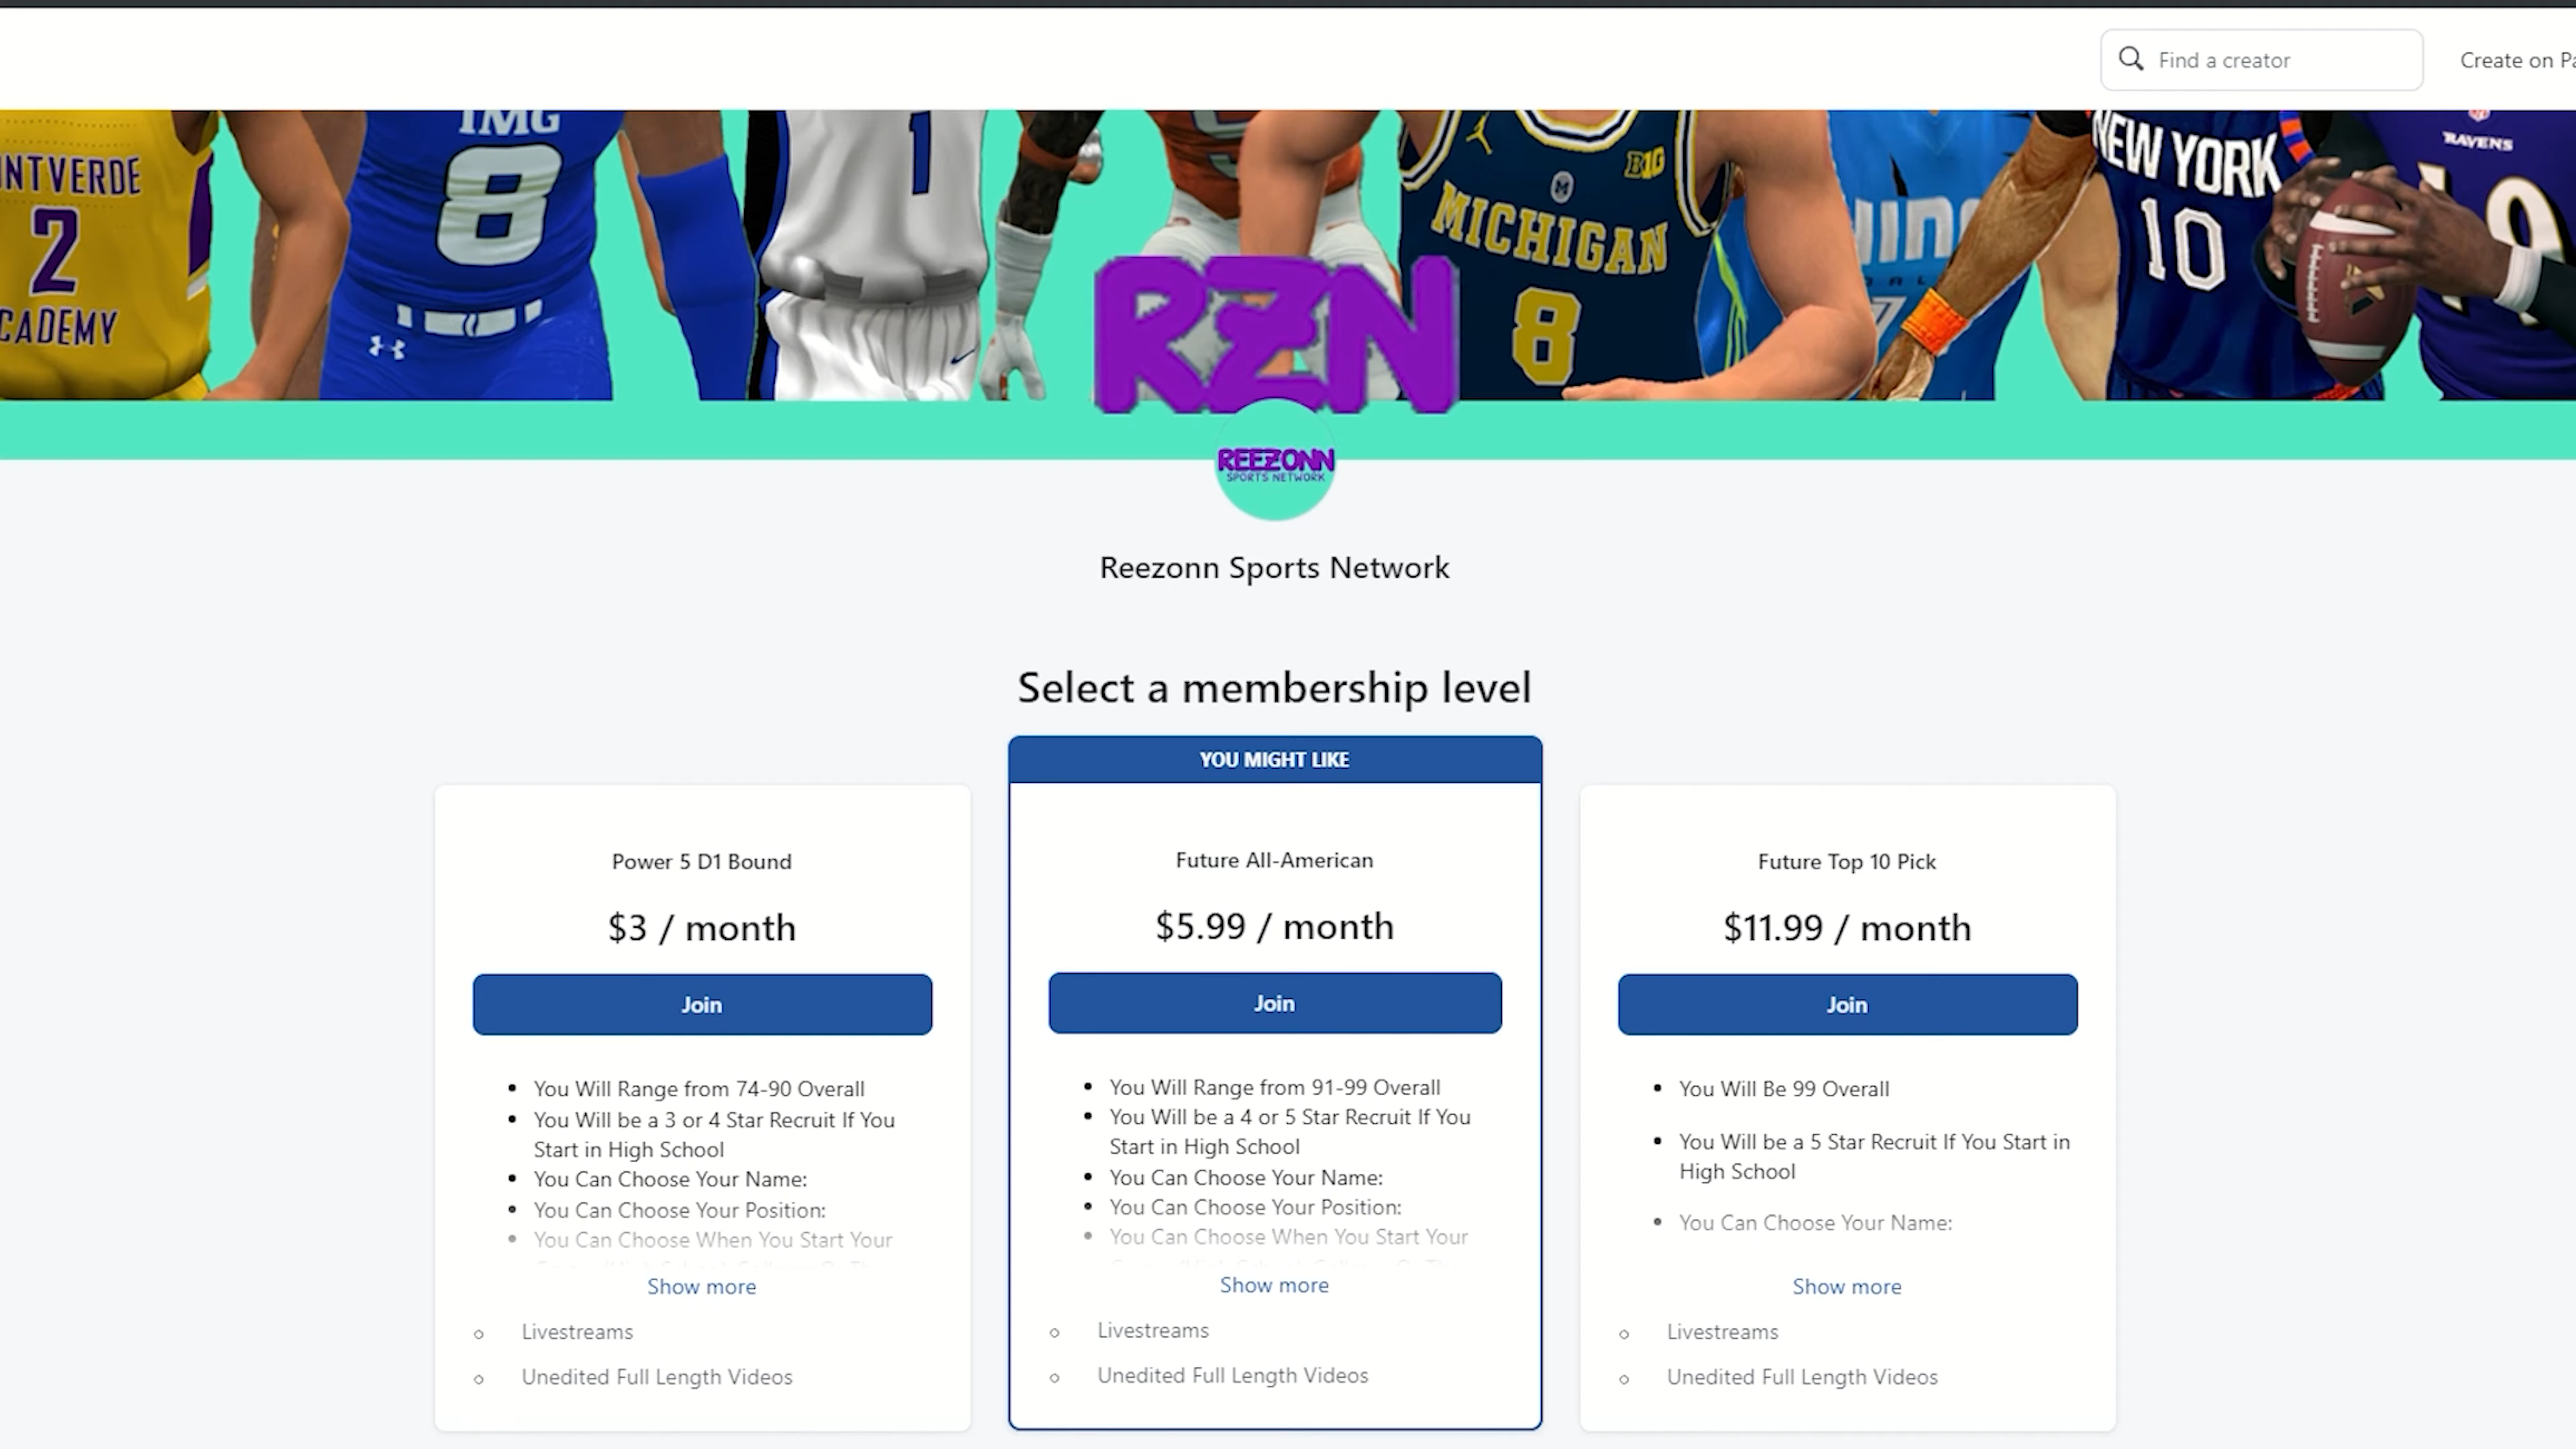 Find a creator
Create on
IMG
8
1
NTVERDE
2
CADEMY
B1G
M
MICHIGAN
8
NEW YORK
10
RAVENS
RZN
REEZONN
SPORTS NETWORK
Reezonn Sports Network
Select a membership level
YOU MIGHT LIKE
Power 5 D1 Bound
$3 / month
Join
• You Will Range from 74-90 Overall
• You Will be a 3 or 4 Star Recruit If You
Start in High School
• You Can Choose Your Name:
• You Can Choose Your Position:
• You Can Choose When You Start Your
Show more
Livestreams
Unedited Full Length Videos
Future All-American
$5.99 / month
Join
• You Will Range from 91-99 Overall
• You Will be a 4 or 5 Star Recruit If You
Start in High School
• You Can Choose Your Name:
• You Can Choose Your Position:
• You Can Choose When You Start Your
Show more
Livestreams
Unedited Full Length Videos
Future Top 10 Pick
$11.99 / month
Join
• You Will Be 99 Overall
• You Will be a 5 Star Recruit If You Start in
High School
• You Can Choose Your Name:
Show more
Livestreams
Unedited Full Length Videos